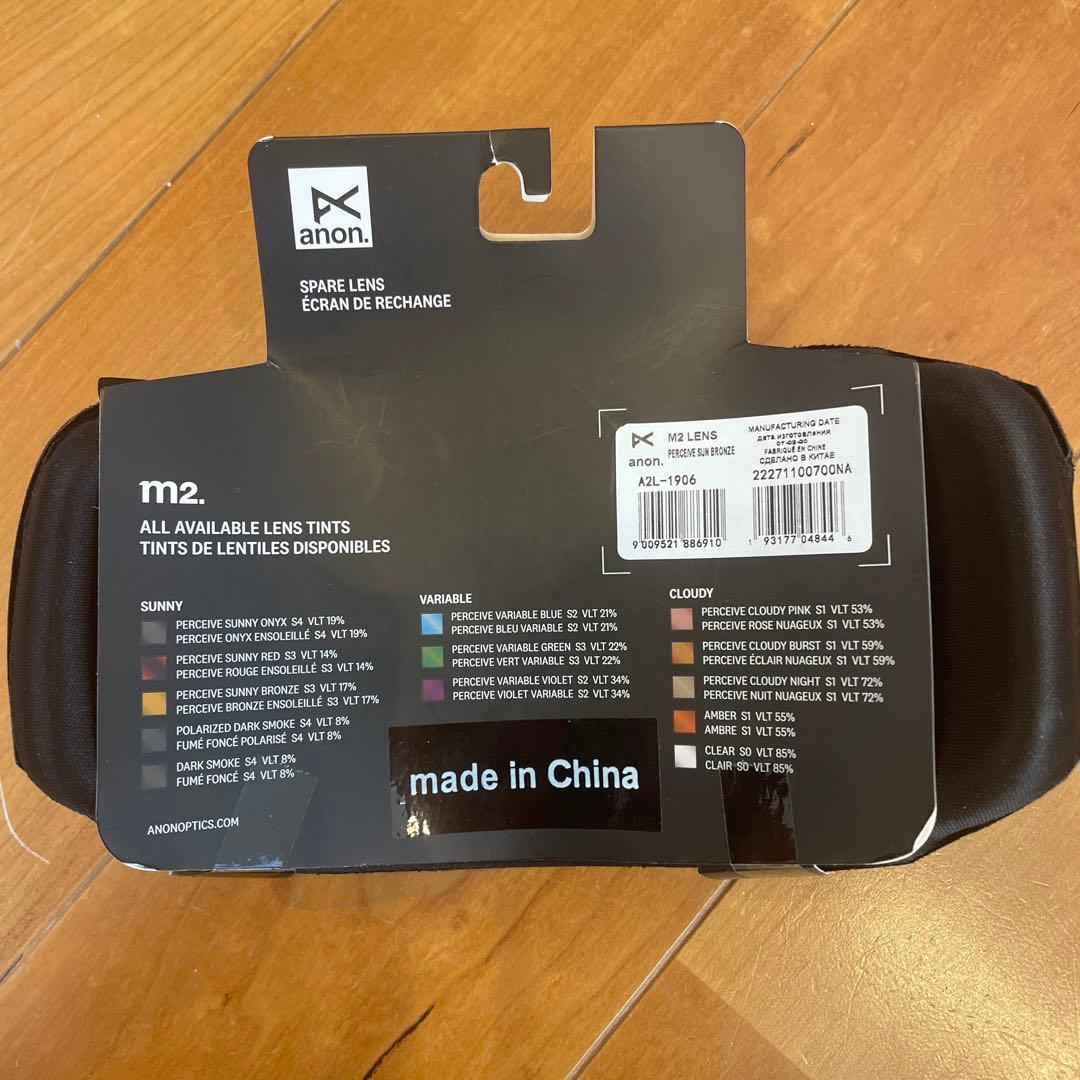 anon.
SPARE LENS
ÉCRAN DE RECHANGE
M2 LENS
PERCEIVE SUN BRONZE
anon.
A2L-1906
9 009521 886910
MANUFACTURING DATE
ДАТА ИЗГОТОВЛЕНИЯ
FABRIQUÉ EN CHINE
СДЕЛАНО В КИТАЕ
22271100700NA
1 93177 04844 6
m2.
ALL AVAILABLE LENS TINTS
TINTS DE LENTILES DISPONIBLES
SUNNY
PERCEIVE SUNNY ONYX S4 VLT 19%
PERCEIVE ONYX ENSOLEILLÉ S4 VLT 19%
PERCEIVE SUNNY RED S3 VLT 14%
PERCEIVE ROUGE ENSOLEILLÉ S3 VLT 14%
PERCEIVE SUNNY BRONZE S3 VLT 17%
PERCEIVE BRONZE ENSOLEILLÉ S3 VLT 17%
POLARIZED DARK SMOKE S4 VLT 8%
FUMÉ FONCÉ POLARISÉ S4 VLT 8%
DARK SMOKE S4 VLT 8%
FUMÉ FONCÉ S4 VLT 8%
VARIABLE
PERCEIVE VARIABLE BLUE S2 VLT 21%
PERCEIVE BLEU VARIABLE S2 VLT 21%
PERCEIVE VARIABLE GREEN S3 VLT 22%
PERCEIVE VERT VARIABLE S3 VLT 22%
PERCEIVE VARIABLE VIOLET S2 VLT 34%
PERCEIVE VIOLET VARIABLE S2 VLT 34%
CLOUDY
PERCEIVE CLOUDY PINK S1 VLT 53%
PERCEIVE ROSE NUAGEUX S1 VLT 53%
PERCEIVE CLOUDY BURST S1 VLT 59%
PERCEIVE ÉCLAIR NUAGEUX S1 VLT 59%
PERCEIVE CLOUDY NIGHT S1 VLT 72%
PERCEIVE NUIT NUAGEUX S1 VLT 72%
AMBER S1 VLT 55%
AMBRE S1 VLT 55%
CLEAR S0 VLT 85%
CLAIR S0 VLT 85%
made in China
ANONOPTICS.COM